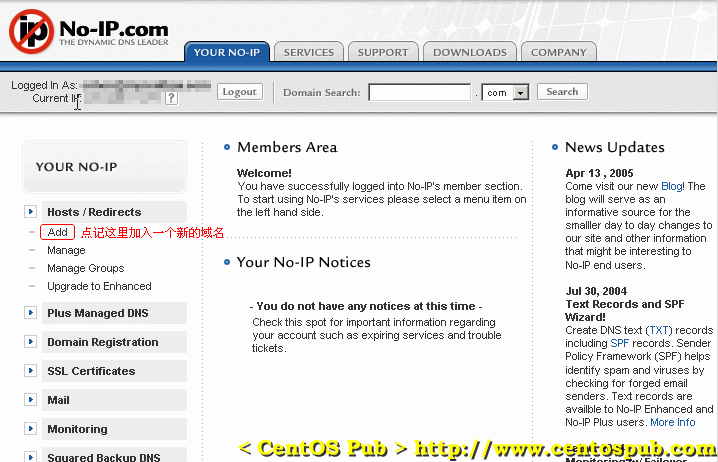 No-IP.com
THE DYNAMIC DNS LEADER
YOUR NO-IP
SERVICES
SUPPORT
DOWNLOADS
COMPANY
Logged In As:
Logout
Domain Search:
. com
Search
Current IP:
?
YOUR NO-IP
Hosts / Redirects
Add 点记这里加入一个新的域名
Manage
Manage Groups
Upgrade to Enhanced
Plus Managed DNS
Domain Registration
SSL Certificates
Mail
Monitoring
Squared Backup DNS
Members Area
Welcome!
You have successfully logged into No-IP's member section.
To start using No-IP's services please select a menu item on
the left hand side.
Your No-IP Notices
- You do not have any notices at this time -
Check this spot for important information regarding
your account such as expiring services and trouble
tickets.
News Updates
Apr 13 , 2005
Come visit our new Blog! The
blog will serve as an
informative source for the
smalller day to day changes to
our site and other information
that might be interesting to
No-IP end users.
Jul 30, 2004
Text Records and SPF
Wizard!
Create DNS text (TXT) records
including SPF records. Sender
Policy Framework (SPF) helps
identify spam and viruses by
checking for forged email
senders. Text records are
availble to No-IP Enhanced and
No-IP Plus users. More Info
< CentOS Pub > http://www.centospub.com